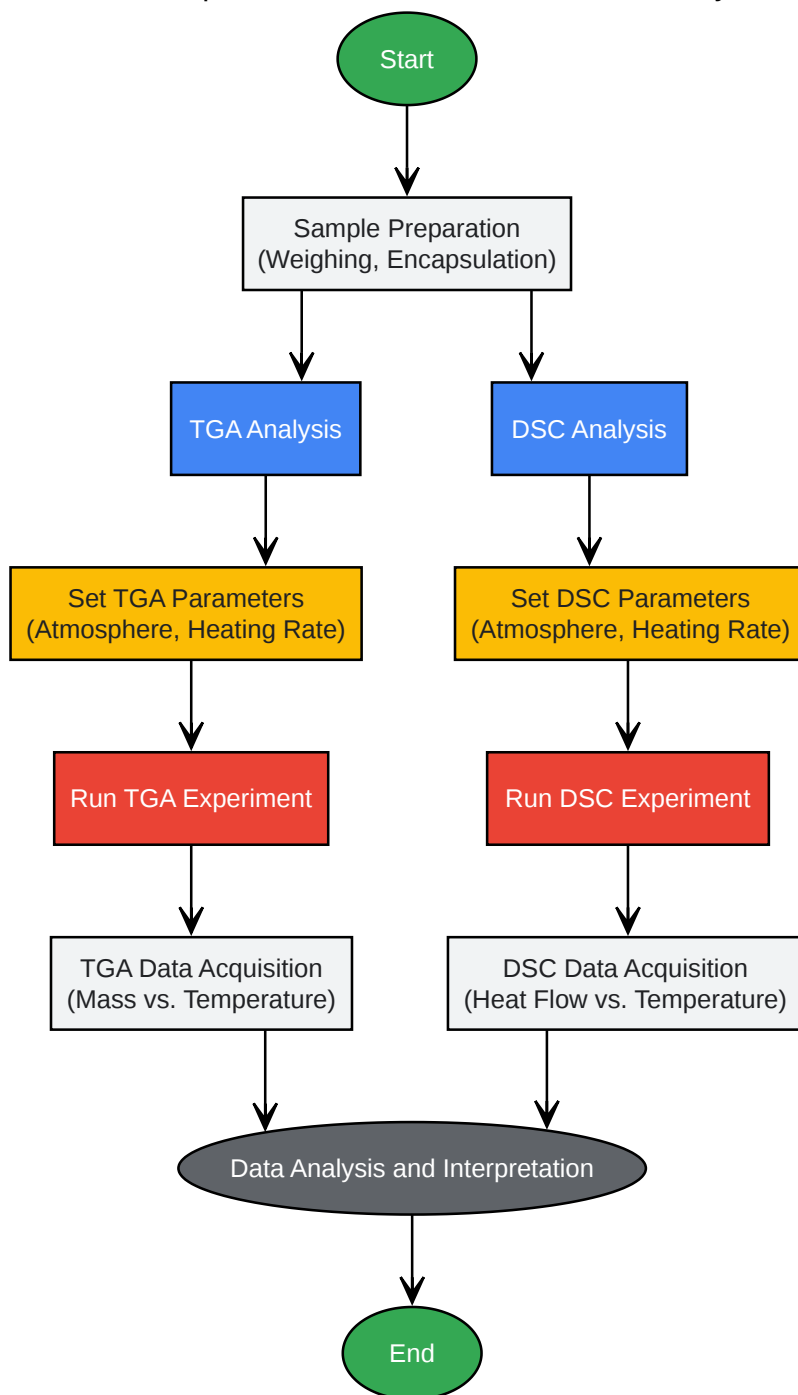 Start
Sample Preparation
(Weighing, Encapsulation)
TGA Analysis
DSC Analysis
Set TGA Parameters
(Atmosphere, Heating Rate)
Set DSC Parameters
(Atmosphere, Heating Rate)
Run TGA Experiment
Run DSC Experiment
TGA Data Acquisition
(Mass vs. Temperature)
DSC Data Acquisition
(Heat Flow vs. Temperature)
Data Analysis and Interpretation
End